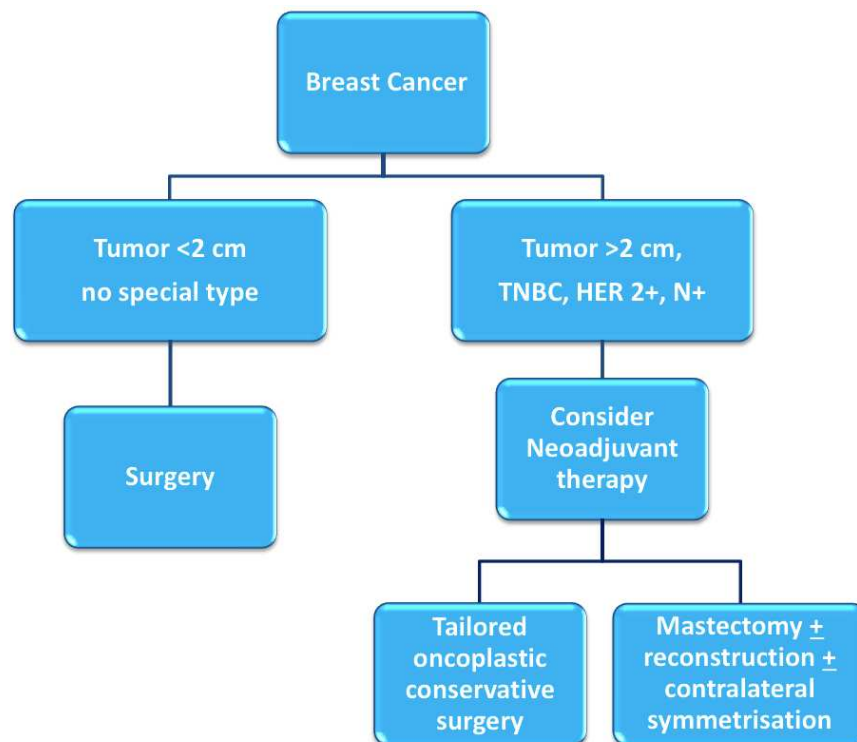 Breast Cancer
Tumor <2 cm
no special type
Tumor >2 cm,
TNBC, HER 2+, N+
Surgery
Consider
Neoadjuvant
therapy
Tailored
oncoplastic
conservative
surgery
Mastectomy ±
reconstruction ±
contralateral
symmetrisation